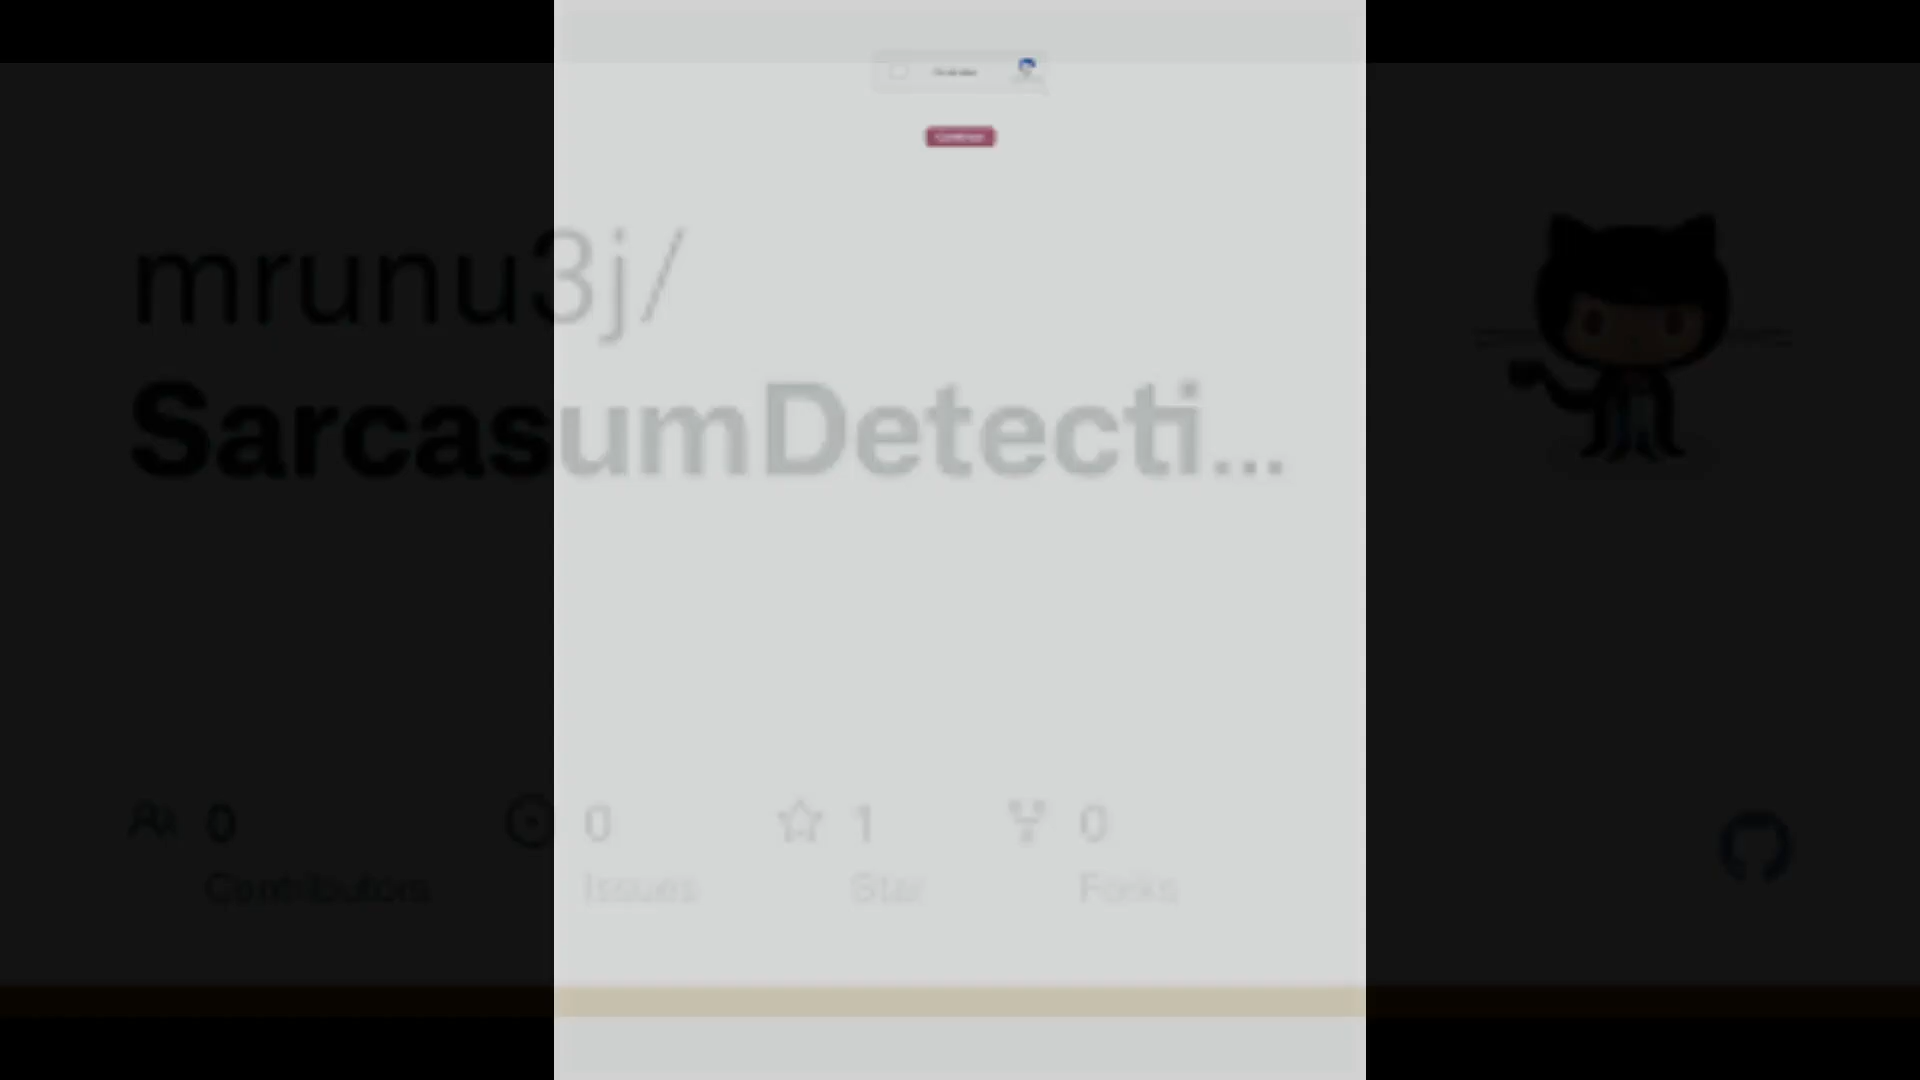 mrunu3j/
SarcasumDetecti...
0
Contributors
0
Issues
1
Star
0
Forks